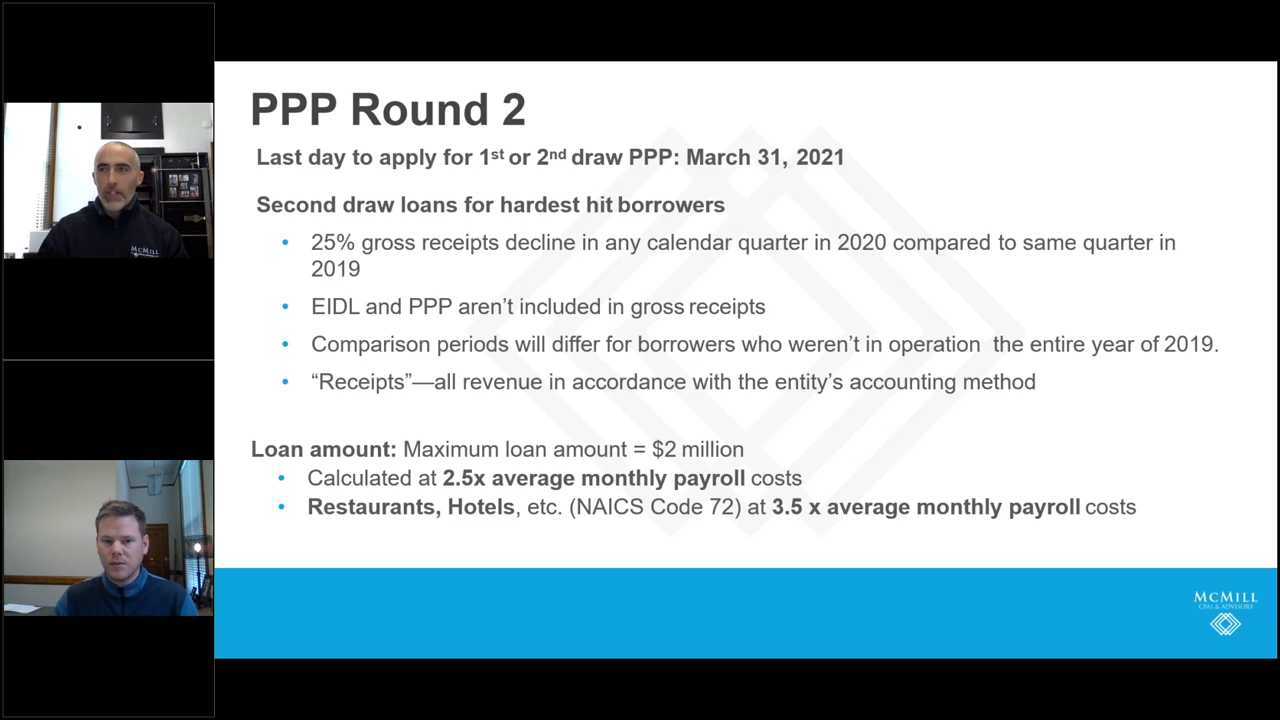 PPP Round 2
Last day to apply for 1st or 2nd draw PPP: March 31, 2021
Second draw loans for hardest hit borrowers
• 25% gross receipts decline in any calendar quarter in 2020 compared to same quarter in
2019
• EIDL and PPP aren’t included in gross receipts
• Comparison periods will differ for borrowers who weren’t in operation the entire year of 2019.
• “Receipts”—all revenue in accordance with the entity’s accounting method
Loan amount: Maximum loan amount = $2 million
• Calculated at 2.5x average monthly payroll costs
• Restaurants, Hotels, etc. (NAICS Code 72) at 3.5 x average monthly payroll costs
McMILL
CPAS & ADVISORS
McMILL